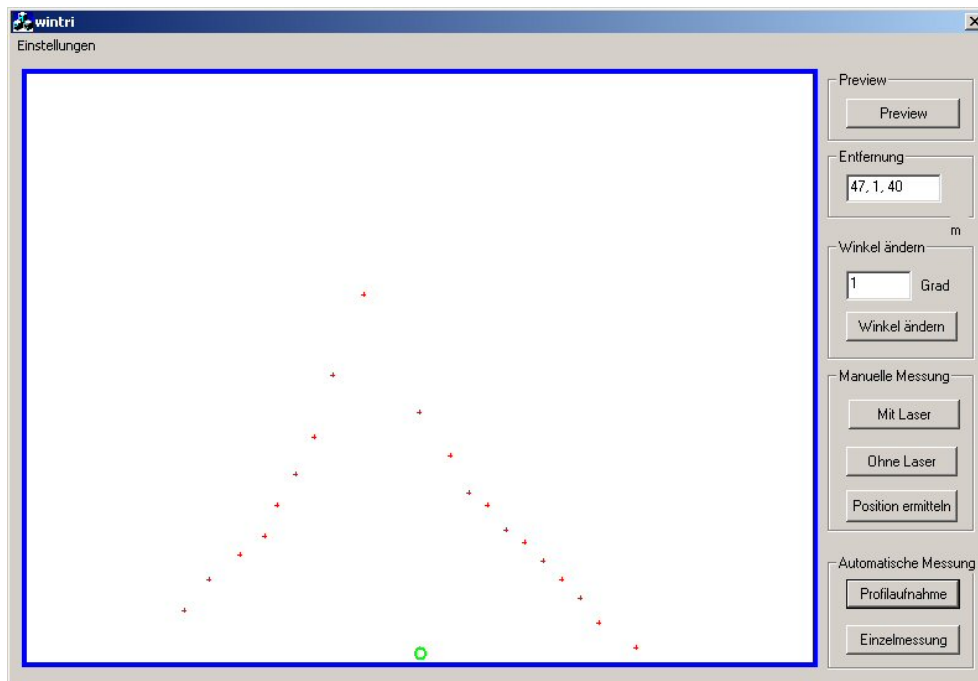 wintri
Einstellungen
Preview
Preview
Entfernung
47, 1, 40
m
Winkel ändern
1 Grad
Winkel ändern
Manuelle Messung
Mit Laser
Ohne Laser
Position ermitteln
Automatische Messung
Profilaufnahme
Einzelmessung